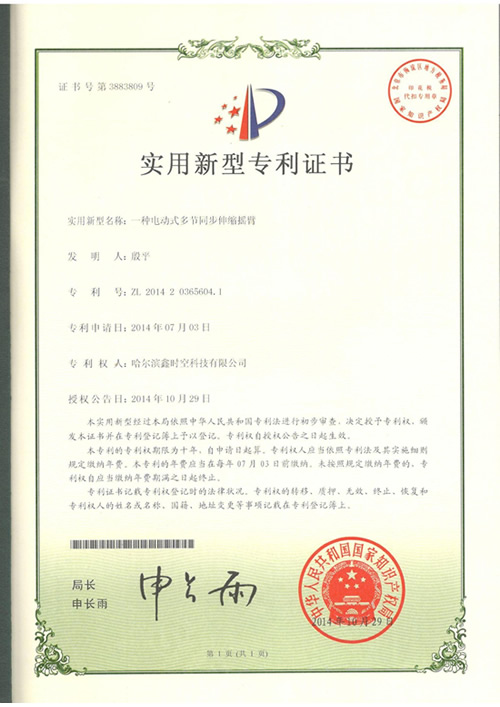 证书号第3883809号
实用新型专利证书
实用新型名称：一种电动式多节同步伸缩摇臂
发 明 人：殷平
专 利 号：ZL 2014 2 0365604.1
专利申请日：2014年07月03日
专 利 权 人：哈尔滨鑫时空科技有限公司
授权公告日：2014年10月29日
本实用新型经过本局依照中华人民共和国专利法进行初步审查，决定授予专利权，颁
发本证书并在专利登记簿上予以登记。专利权自授权公告之日起生效。
本专利的专利权期限为十年，自申请日起算。专利权人应当依照专利法及其实施细则
规定缴纳年费。本专利的年费应当在每年07月03日前缴纳。未按照规定缴纳年费的，专
利权自应当缴纳年费期满之日起终止。
专利证书记载专利权登记时的法律状况。专利权的转移、质押、无效、终止、恢复和
专利权人的姓名或名称、国籍、地址变更等事项记载在专利登记簿上。
局长
申长雨
申长雨
中华人民共和国国家知识产权局
2014年10月29日
第1页(共1页)